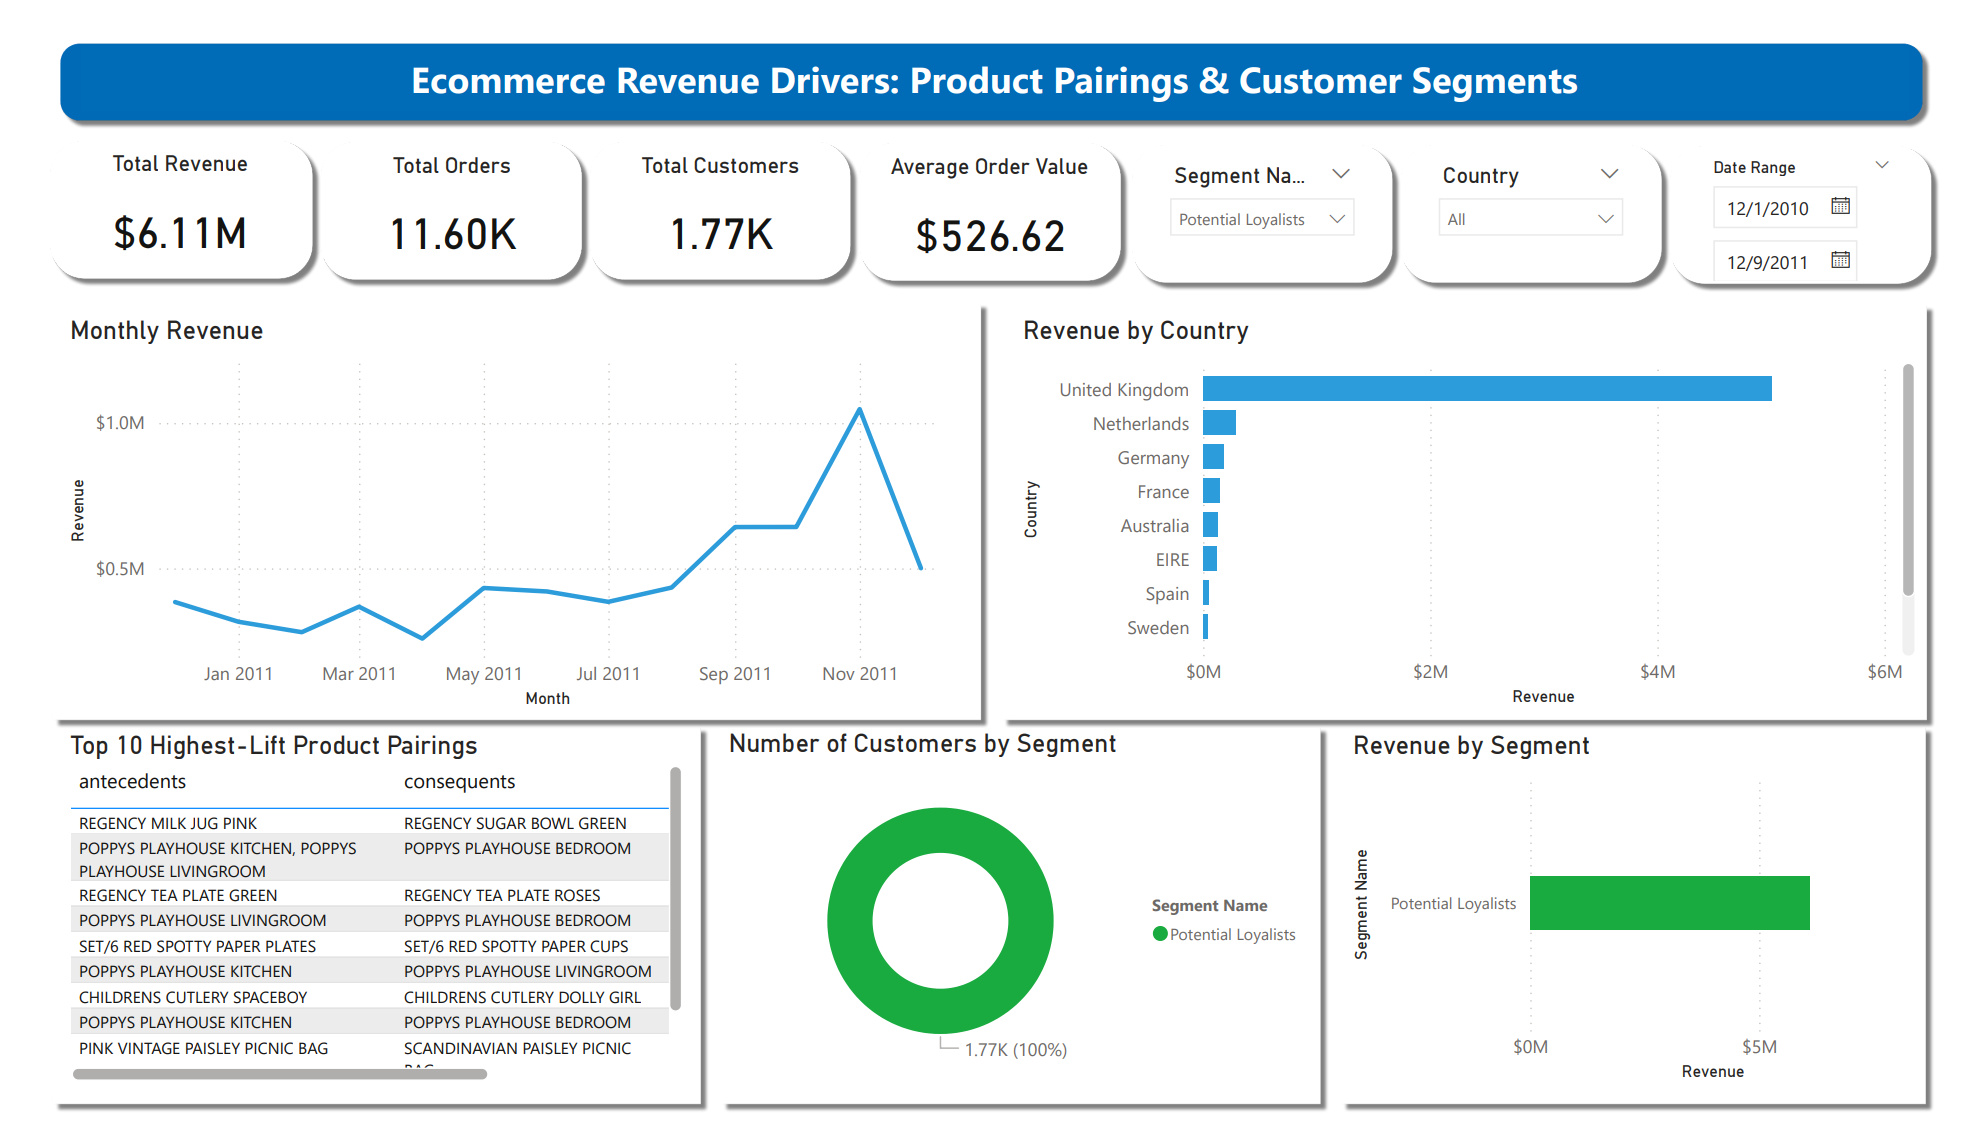 Ecommerce Revenue Drivers: Product Pairings & Customer Segments
Total Revenue
$6.11M
Total Orders
11.60K
Total Customers
1.77K
Average Order Value
$526.62
Segment Na...
Potential Loyalists
Country
All
Date Range
12/1/2010
12/9/2011
Monthly Revenue
Revenue
$1.0M
$0.5M
Jan 2011 Mar 2011 May 2011 Jul 2011 Sep 2011 Nov 2011
Month
Revenue by Country
Country
United Kingdom
Netherlands
Germany
France
Australia
EIRE
Spain
Sweden
$0M $2M $4M $6M
Revenue
Top 10 Highest-Lift Product Pairings
antecedents consequents
REGENCY MILK JUG PINK REGENCY SUGAR BOWL GREEN
POPPYS PLAYHOUSE KITCHEN, POPPYS POPPYS PLAYHOUSE BEDROOM
PLAYHOUSE LIVINGROOM
REGENCY TEA PLATE GREEN REGENCY TEA PLATE ROSES
POPPYS PLAYHOUSE LIVINGROOM POPPYS PLAYHOUSE BEDROOM
SET/6 RED SPOTTY PAPER PLATES SET/6 RED SPOTTY PAPER CUPS
POPPYS PLAYHOUSE KITCHEN POPPYS PLAYHOUSE LIVINGROOM
CHILDRENS CUTLERY SPACEBOY CHILDRENS CUTLERY DOLLY GIRL
POPPYS PLAYHOUSE KITCHEN POPPYS PLAYHOUSE BEDROOM
PINK VINTAGE PAISLEY PICNIC BAG SCANDINAVIAN PAISLEY PICNIC
Number of Customers by Segment
1.77K (100%)
Segment Name
Potential Loyalists
Revenue by Segment
Segment Name
Potential Loyalists
$0M $5M
Revenue